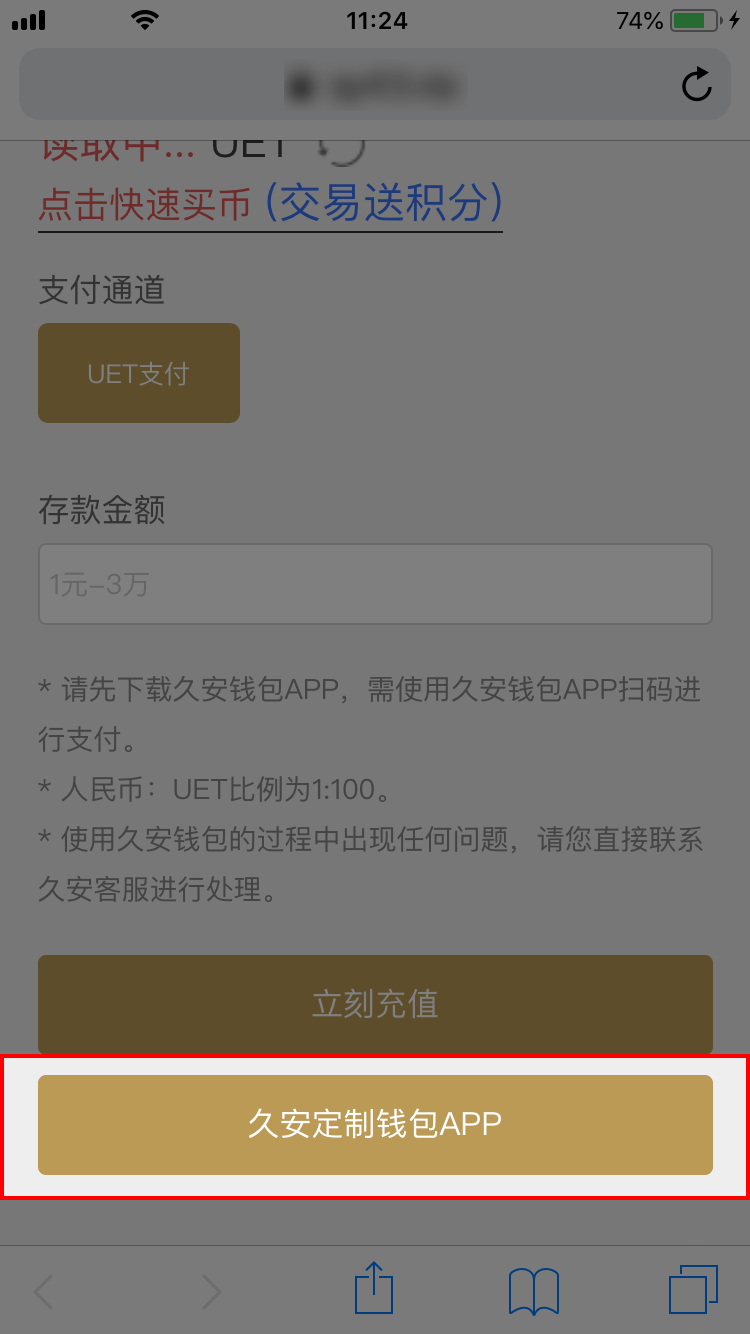 11:24
74%
读取中... UET
点击快速买币 (交易送积分)
支付通道
UET支付
存款金额
1元-3万
* 请先下载久安钱包APP，需使用久安钱包APP扫码进
行支付。
* 人民币：UET比例为1:100。
* 使用久安钱包的过程中出现任何问题，请您直接联系
久安客服进行处理。
立刻充值
久安定制钱包APP